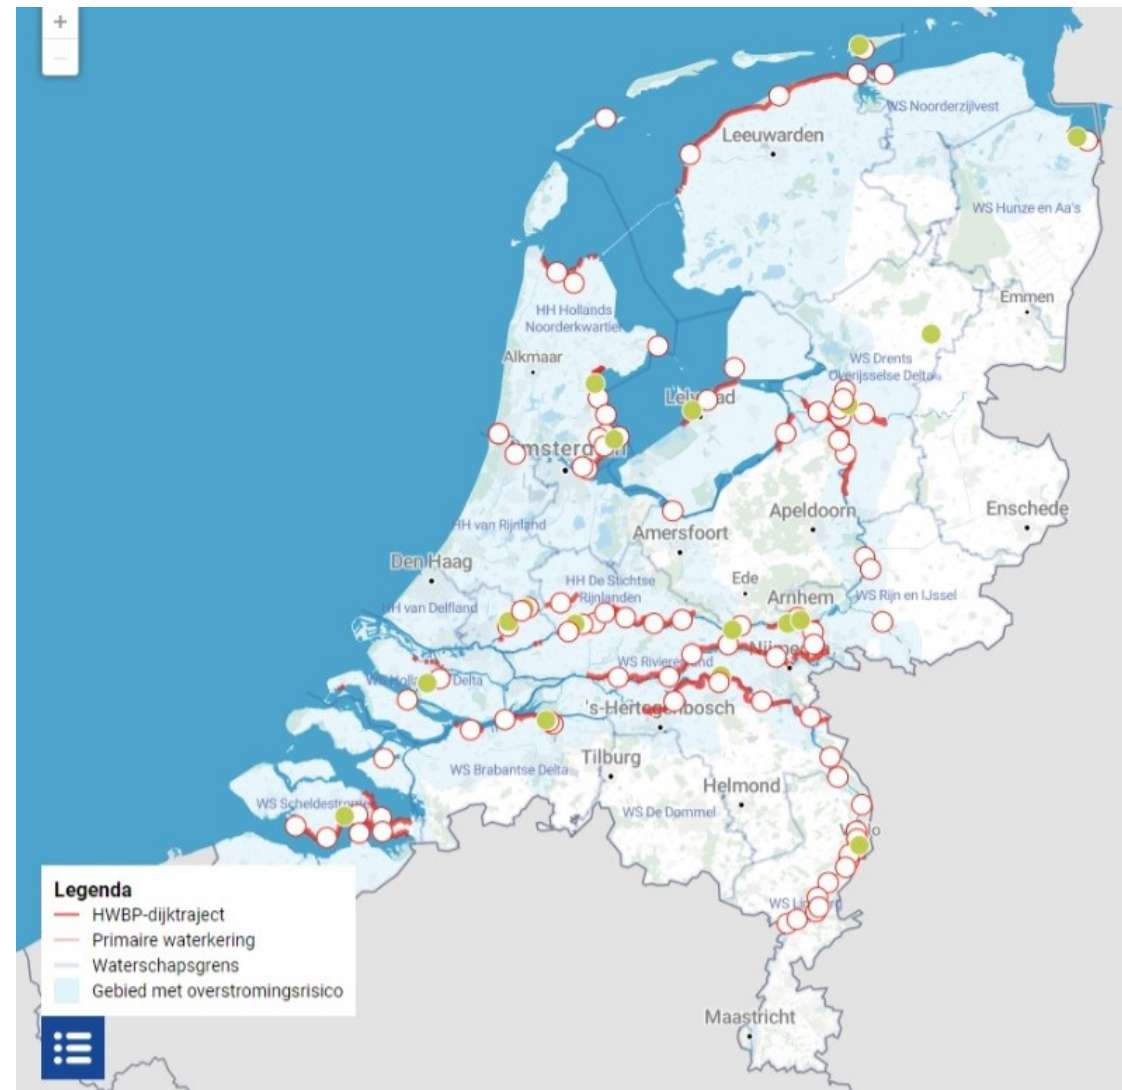 +
−
WS Noorderzijlvest
Leeuwarden
WS Hunze en Aa's
Emmen
HH Hollands
Noorderkwartier
Alkmaar
WS Drents
Overijsselse Delta
Apeldoorn
Enschede
HH van Rijnland
Amersfoort
Den Haag
HH De Stichtse
Rijnlanden
Ede
Arnhem
WS Rijn en IJssel
HH van Delfland
's-Hertogenbosch
Tilburg
WS Brabantse Delta
Helmond
WS De Dommel
WS Scheldestrome
Legenda
HWBP-dijktraject
Primaire waterkering
Waterschapsgrens
Gebied met overstromingsrisico
Maastricht